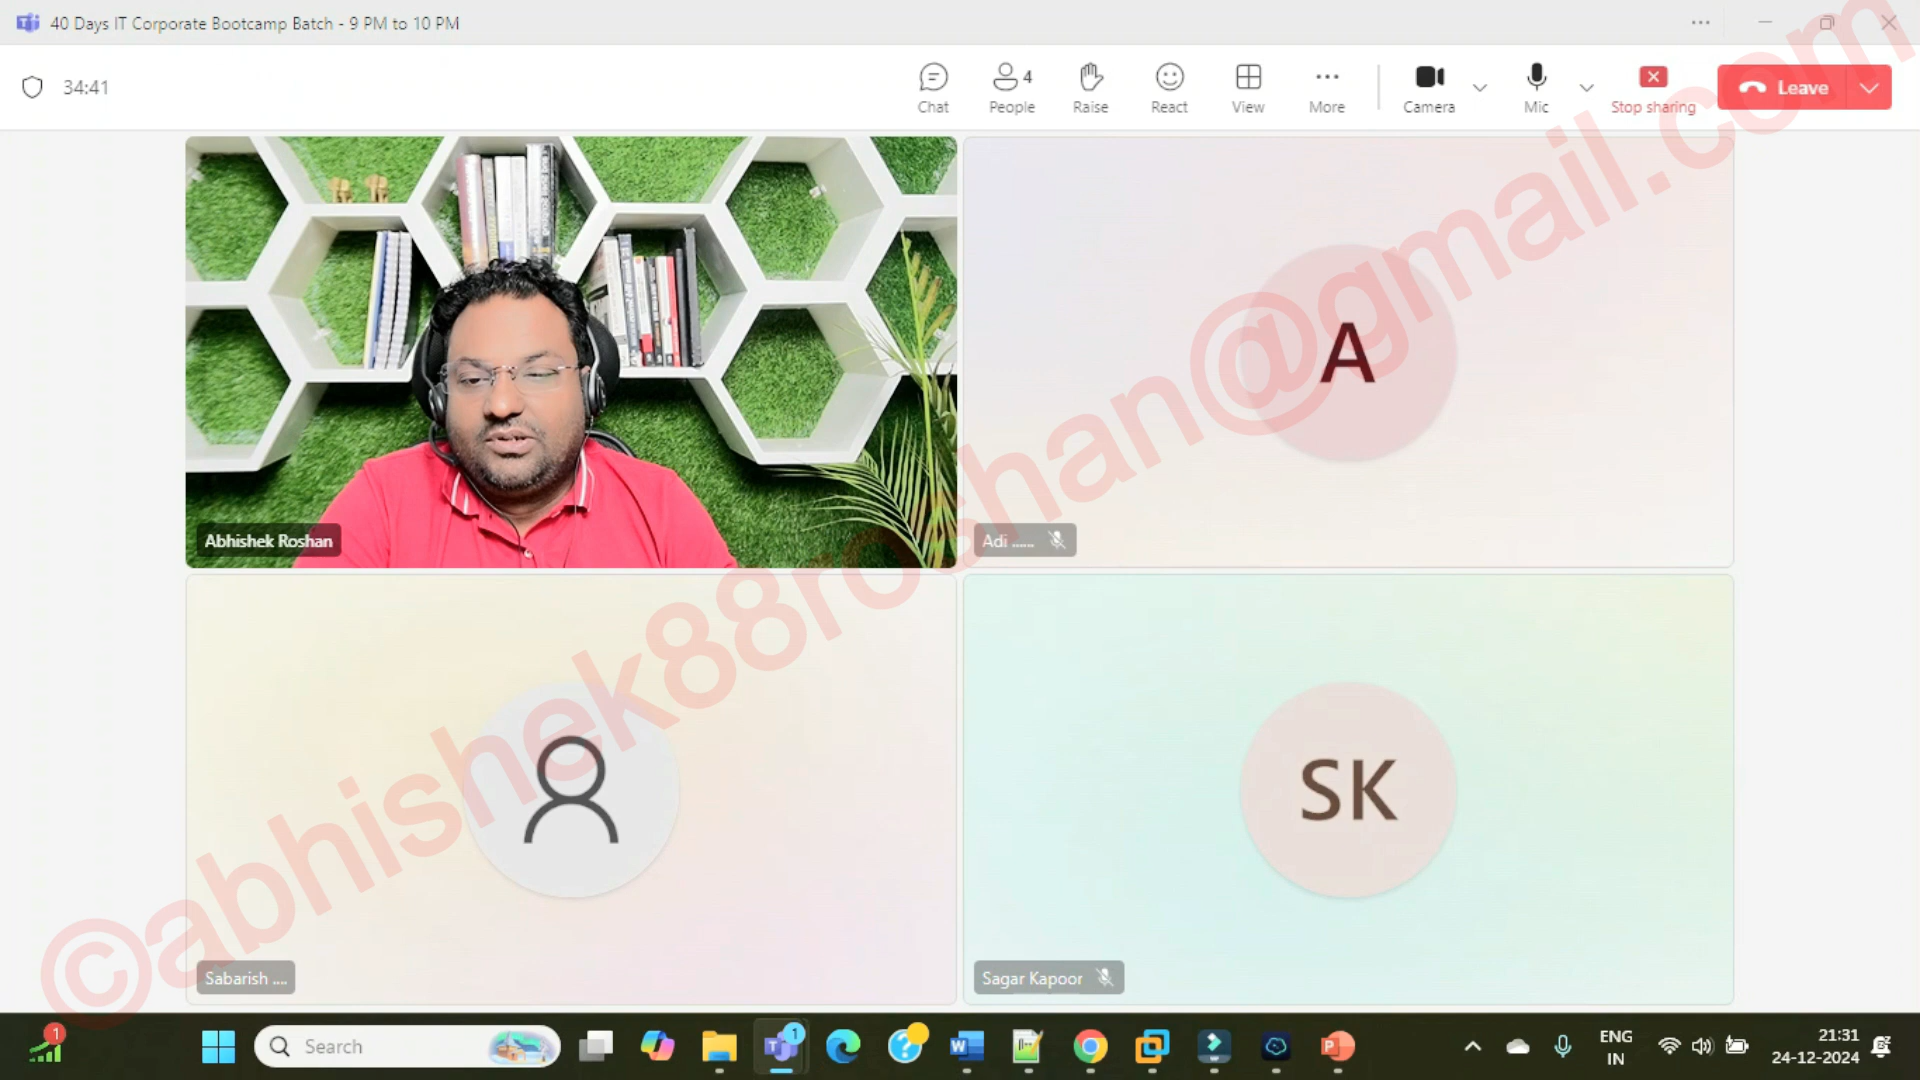 40 Days IT Corporate Bootcamp Batch - 9 PM to 10 PM
34:41
Chat
4
People
Raise
React
View
More
Camera
Mic
Stop sharing
Leave
Abhishek Roshan
A
Adi ......
Sabarish ....
SK
Sagar Kapoor
©abhishek88roshan@gmail.com
1
Search
1
ENG
IN
21:31
24-12-2024